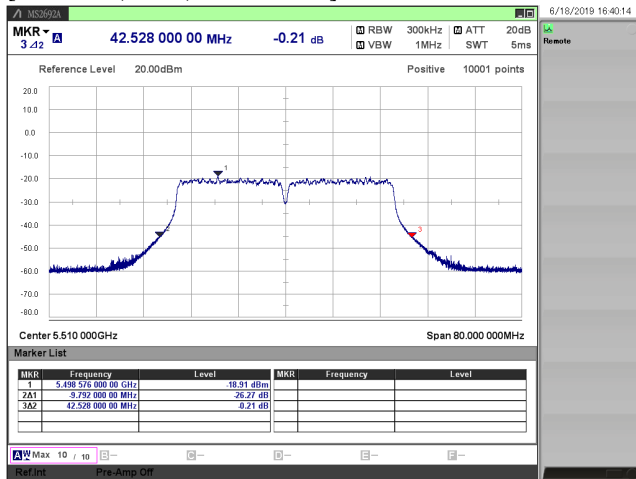 MS2692A
6/18/2019 16:40:14
MKR 3Δ2 A 42.528 000 00 MHz -0.21 dB
A RBW 300kHz A ATT 20dB
A VBW 1MHz SWT 5ms
Remote
Reference Level 20.00dBm Positive 10001 points
20.0
10.0
0.0
-10.0
-20.0
-30.0
-40.0
-50.0
-60.0
-70.0
-80.0
1
2
3
Center 5.510 000GHz Span 80.000 000MHz
Marker List
MKR Frequency Level MKR Frequency Level
1 5.498 576 000 00 GHz -18.91 dBm
2Δ1 -9.792 000 00 MHz -26.27 dB
3Δ2 42.528 000 00 MHz -0.21 dB
A W Max 10 / 10 B-- C-- D-- E-- F--
Ref.Int Pre-Amp Off